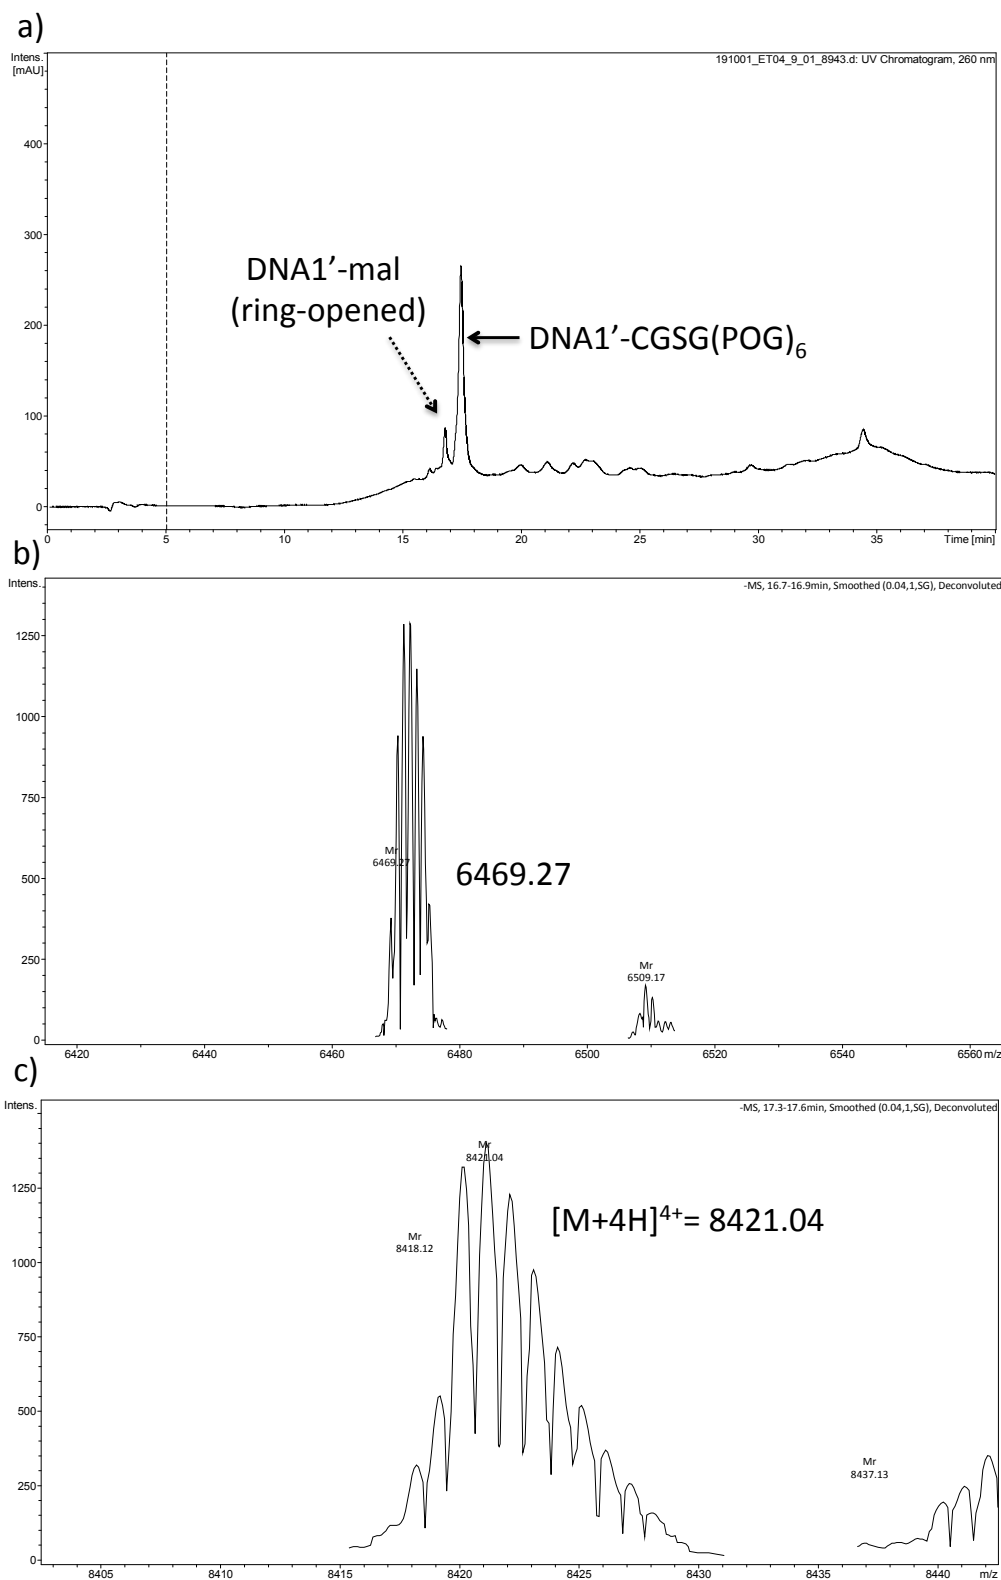 a)
Intens.
[mAU]
191001_ET04_9_01_8943.d: UV Chromatogram, 260 nm
400
300
200
100
0
DNA1'-mal
(ring-opened)
DNA1'-CGSG(POG)6
0 5 10 15 20 25 30 35 Time [min]
b)
Intens.
-MS, 16.7-16.9min, Smoothed (0.04,1,SG), Deconvoluted
1250
1000
750
500
250
0
Mr
6469.27
6469.27
Mr
6509.17
6420 6440 6460 6480 6500 6520 6540 6560 m/z
c)
Intens.
-MS, 17.3-17.6min, Smoothed (0.04,1,SG), Deconvoluted
1250
1000
750
500
250
0
Mr
8418.12
Mr
8421.04
[M+4H]4+= 8421.04
Mr
8437.13
8405 8410 8415 8420 8425 8430 8435 8440 m/z